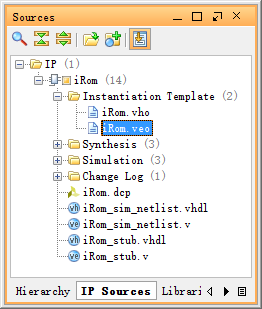 Sources
IP (1)
iRom (14)
Instantiation Template (2)
iRom.vho
iRom.veo
Synthesis (3)
Simulation (3)
Change Log (1)
iRom.dcp
iRom_sim_netlist.vhdl
iRom_sim_netlist.v
iRom_stub.vhdl
iRom_stub.v
Hierarchy IP Sources Librari